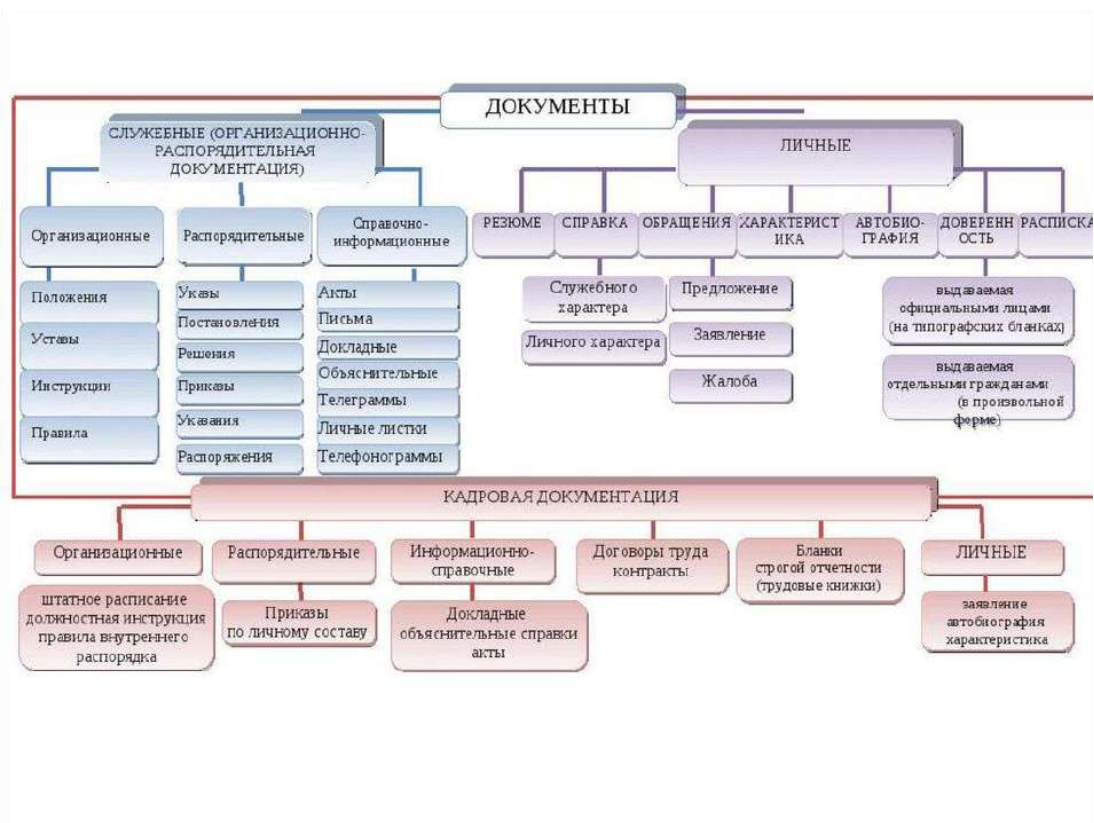 ДОКУМЕНТЫ
СЛУЖЕБНЫЕ (ОРГАНИЗАЦИОННО-
РАСПОРЯДИТЕЛЬНАЯ
ДОКУМЕНТАЦИЯ)
ЛИЧНЫЕ
Организационные
Распорядительные
Справочно-
информационные
Положения
Уставы
Инструкции
Правила
Указы
Постановления
Решения
Приказы
Указания
Распоряжения
Акты
Письма
Докладные
Объяснительные
Телеграммы
Личные листки
Телефонограммы
РЕЗЮМЕ
СПРАВКА
ОБРАЩЕНИЯ
ХАРАКТЕРИСТ
ИКА
АВТОБИО-
ГРАФИЯ
ДОВЕРЕНН
ОСТЬ
РАСПИСКА
Служебного
характера
Личного характера
Предложение
Заявление
Жалоба
выдаваемая
официальными лицами
(на типографских бланках)
выдаваемая
отдельными гражданами
(в произвольной
форме)
КАДРОВАЯ ДОКУМЕНТАЦИЯ
Организационные
штатное расписание
должностная инструкция
правила внутреннего
распорядка
Распорядительные
Приказы
по личному составу
Информационно-
справочные
Докладные
объяснительные справки
акты
Договоры труда
контракты
Бланки
строгой отчетности
(трудовые книжки)
ЛИЧНЫЕ
заявление
автобиография
характеристика